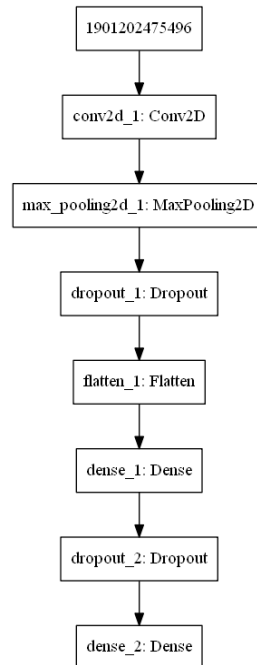 1901202475496
conv2d_1: Conv2D
max_pooling2d_1: MaxPooling2D
dropout_1: Dropout
flatten_1: Flatten
dense_1: Dense
dropout_2: Dropout
dense_2: Dense